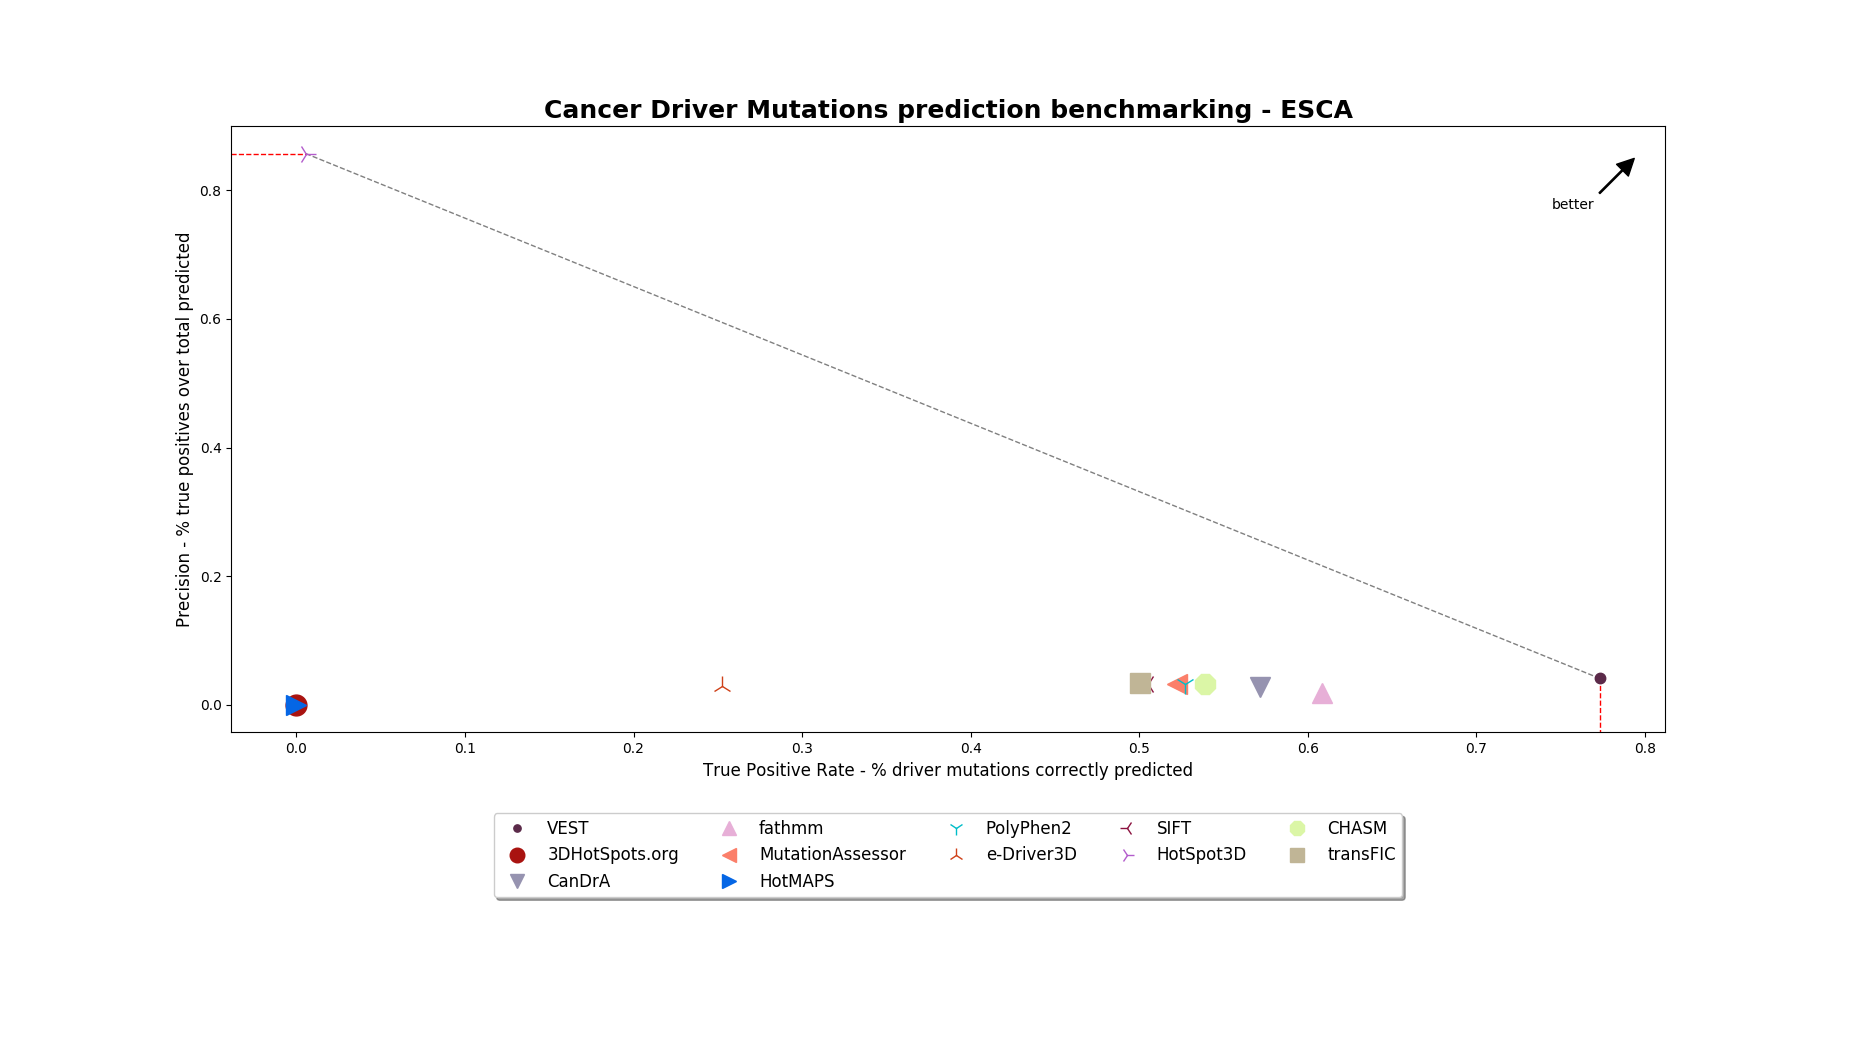 Cancer Driver Mutations prediction benchmarking - ESCA
better
Precision - % true positives over total predicted
0.8
0.6
0.4
0.2
0.0
0.0 0.1 0.2 0.3 0.4 0.5 0.6 0.7 0.8
True Positive Rate - % driver mutations correctly predicted
VEST fathmm PolyPhen2 SIFT CHASM
3DHotSpots.org MutationAssessor e-Driver3D HotSpot3D transFIC
CanDrA HotMAPS